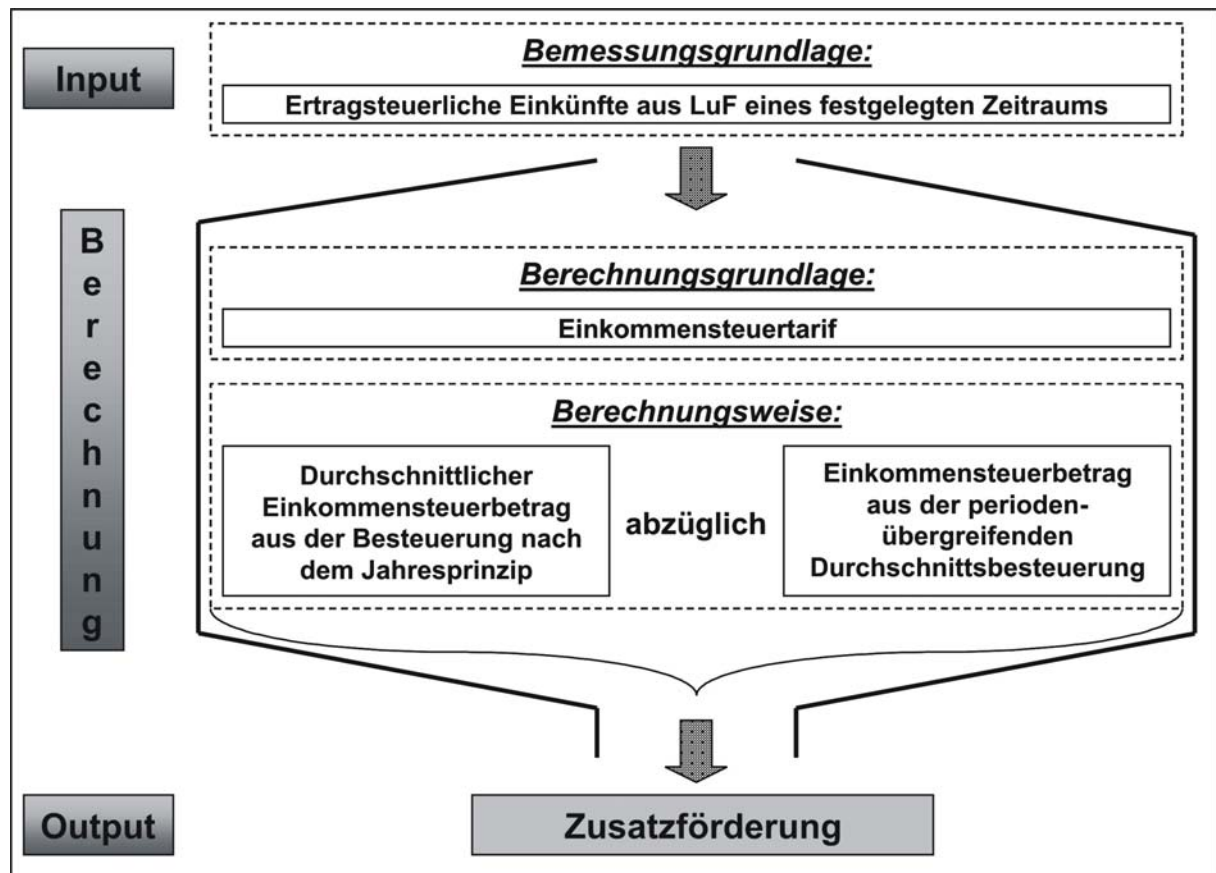 Input
Bemessungsgrundlage:
Ertragsteuerliche Einkünfte aus LuF eines festgelegten Zeitraums
B
e
r
e
c
h
n
u
n
g
Berechnungsgrundlage:
Einkommensteuertarif
Berechnungsweise:
Durchschnittlicher
Einkommensteuerbetrag
aus der Besteuerung nach
dem Jahresprinzip
abzüglich
Einkommensteuerbetrag
aus der perioden-
übergreifenden
Durchschnittsbesteuerung
Output
Zusatzförderung